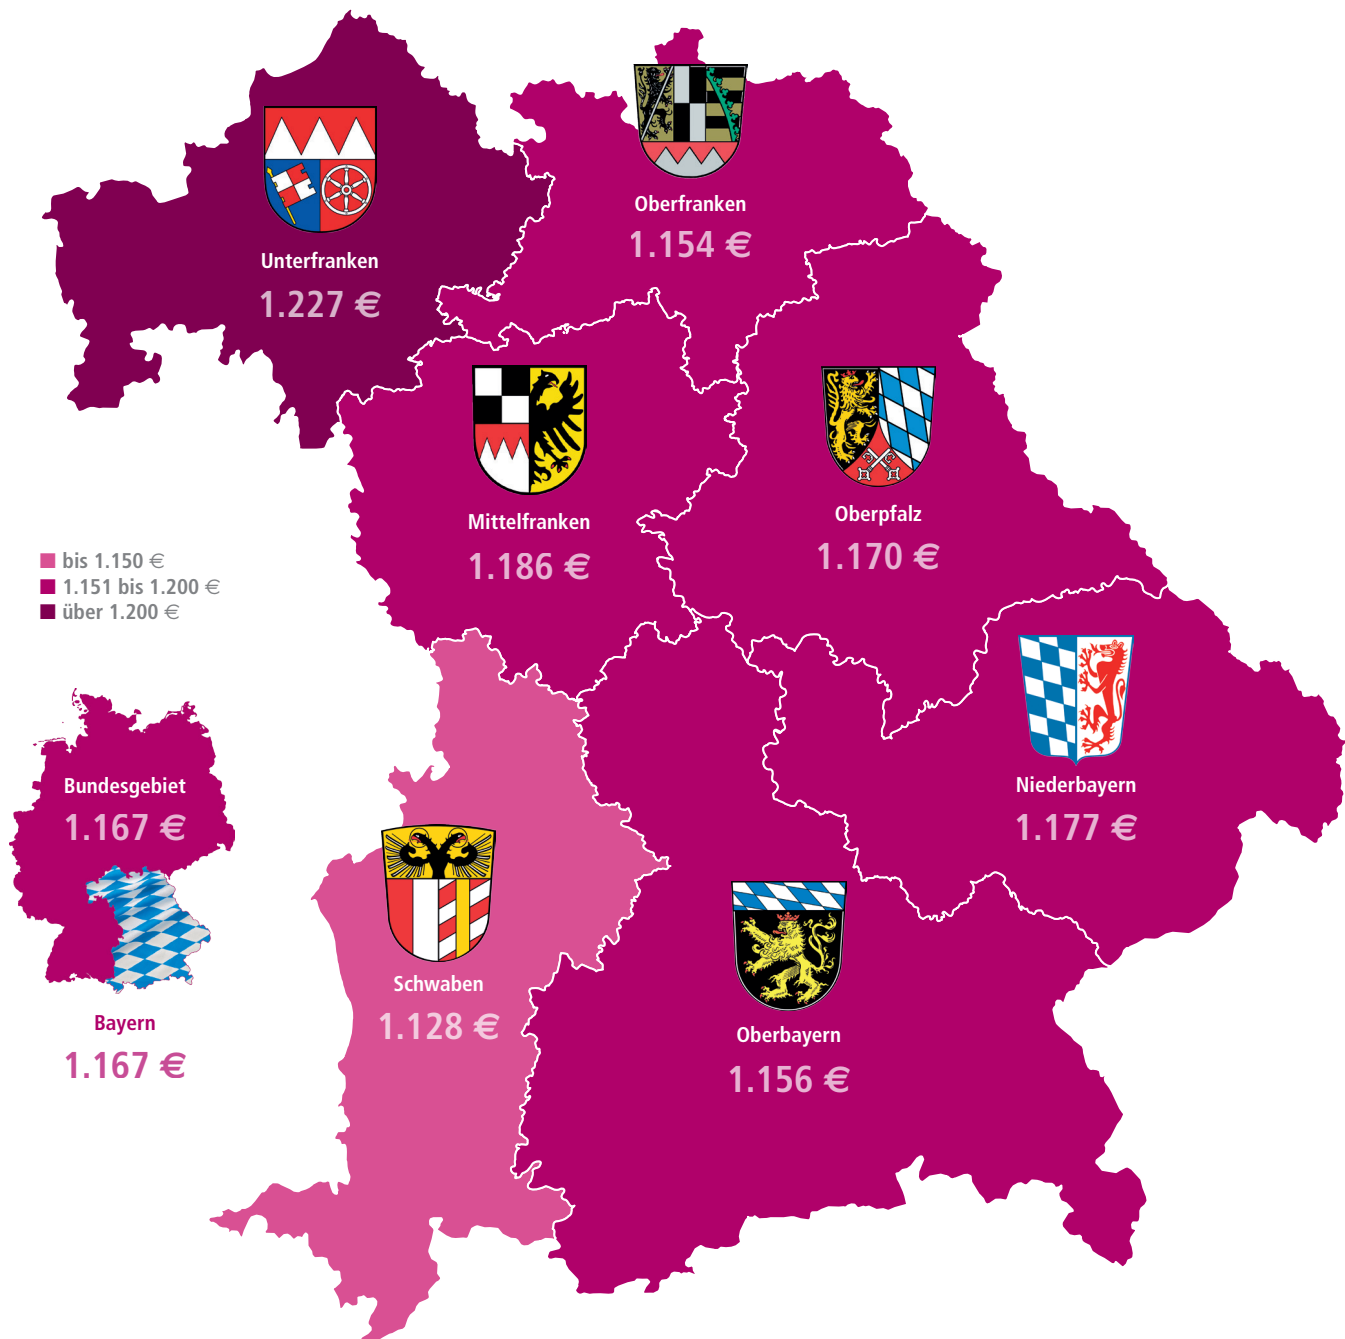 Oberfranken
1.154 €
Unterfranken
1.227 €
Mittelfranken
1.186 €
Oberpfalz
1.170 €
bis 1.150 €
1.151 bis 1.200 €
über 1.200 €
Niederbayern
1.177 €
Bundesgebiet
1.167 €
Schwaben
1.128 €
Bayern
1.167 €
Oberbayern
1.156 €